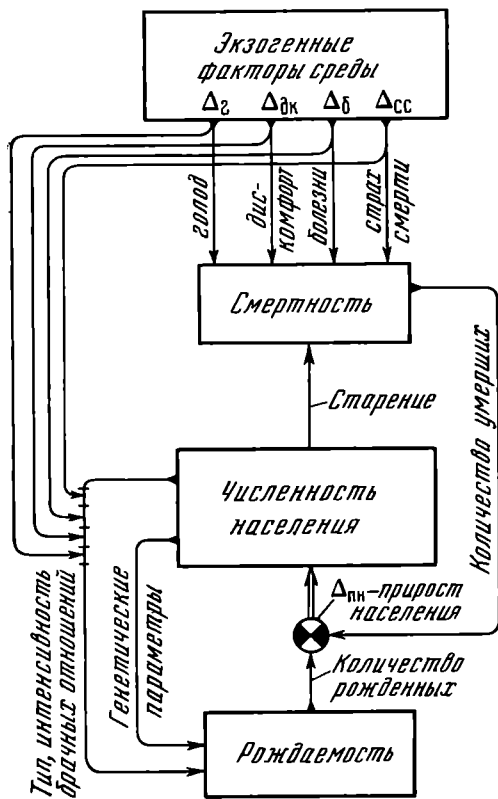 Экзогенные
факторы среды
Δг Δдк Δб Δсс
голод
дис-
комфорт
болезни
страх
смерти
Смертность
Старение
Количество умерших
Численность
населения
Δпн-прирост
населения
Генетические
параметры
Тип, интенсивность
брачных отношений
Количество
рожденных
Рождаемость